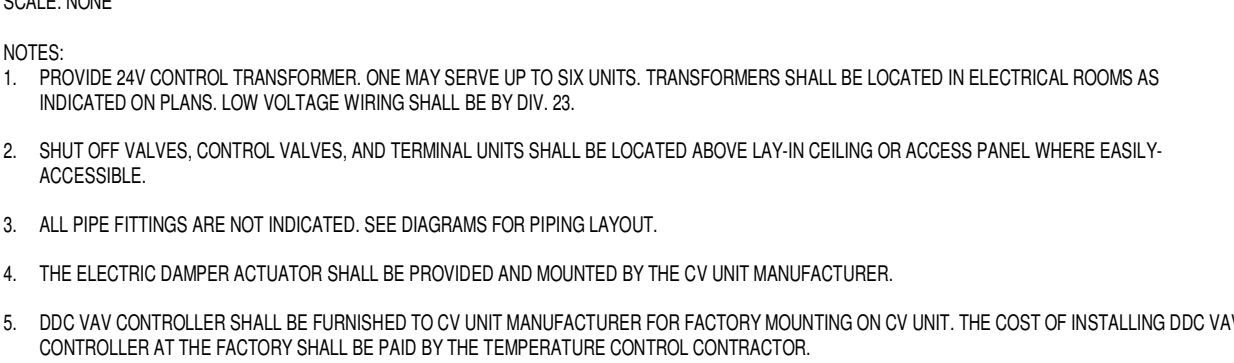 SCALE: NONE
NOTES:
1. PROVIDE 24V CONTROL TRANSFORMER. ONE MAY SERVE UP TO SIX UNITS. TRANSFORMERS SHALL BE LOCATED IN ELECTRICAL ROOMS AS
INDICATED ON PLANS. LOW VOLTAGE WIRING SHALL BE BY DIV. 23.
2. SHUT OFF VALVES, CONTROL VALVES, AND TERMINAL UNITS SHALL BE LOCATED ABOVE LAY-IN CEILING OR ACCESS PANEL WHERE EASILY-
ACCESSIBLE.
3. ALL PIPE FITTINGS ARE NOT INDICATED. SEE DIAGRAMS FOR PIPING LAYOUT.
4. THE ELECTRIC DAMPER ACTUATOR SHALL BE PROVIDED AND MOUNTED BY THE CV UNIT MANUFACTURER.
5. DDC VAV CONTROLLER SHALL BE FURNISHED TO CV UNIT MANUFACTURER FOR FACTORY MOUNTING ON CV UNIT. THE COST OF INSTALLING DDC VAV
CONTROLLER AT THE FACTORY SHALL BE PAID BY THE TEMPERATURE CONTROL CONTRACTOR.